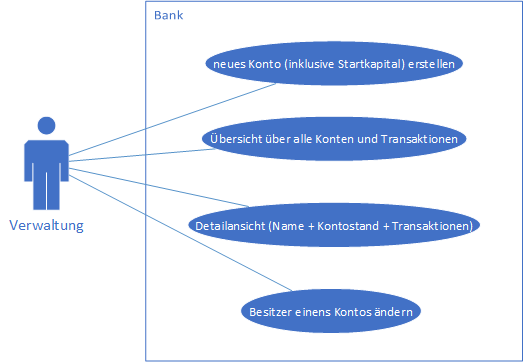 Bank
neues Konto (inklusive Startkapital) erstellen
Übersicht über alle Konten und Transaktionen
Verwaltung
Detailansicht (Name + Kontostand + Transaktionen)
Besitzer einens Kontos ändern